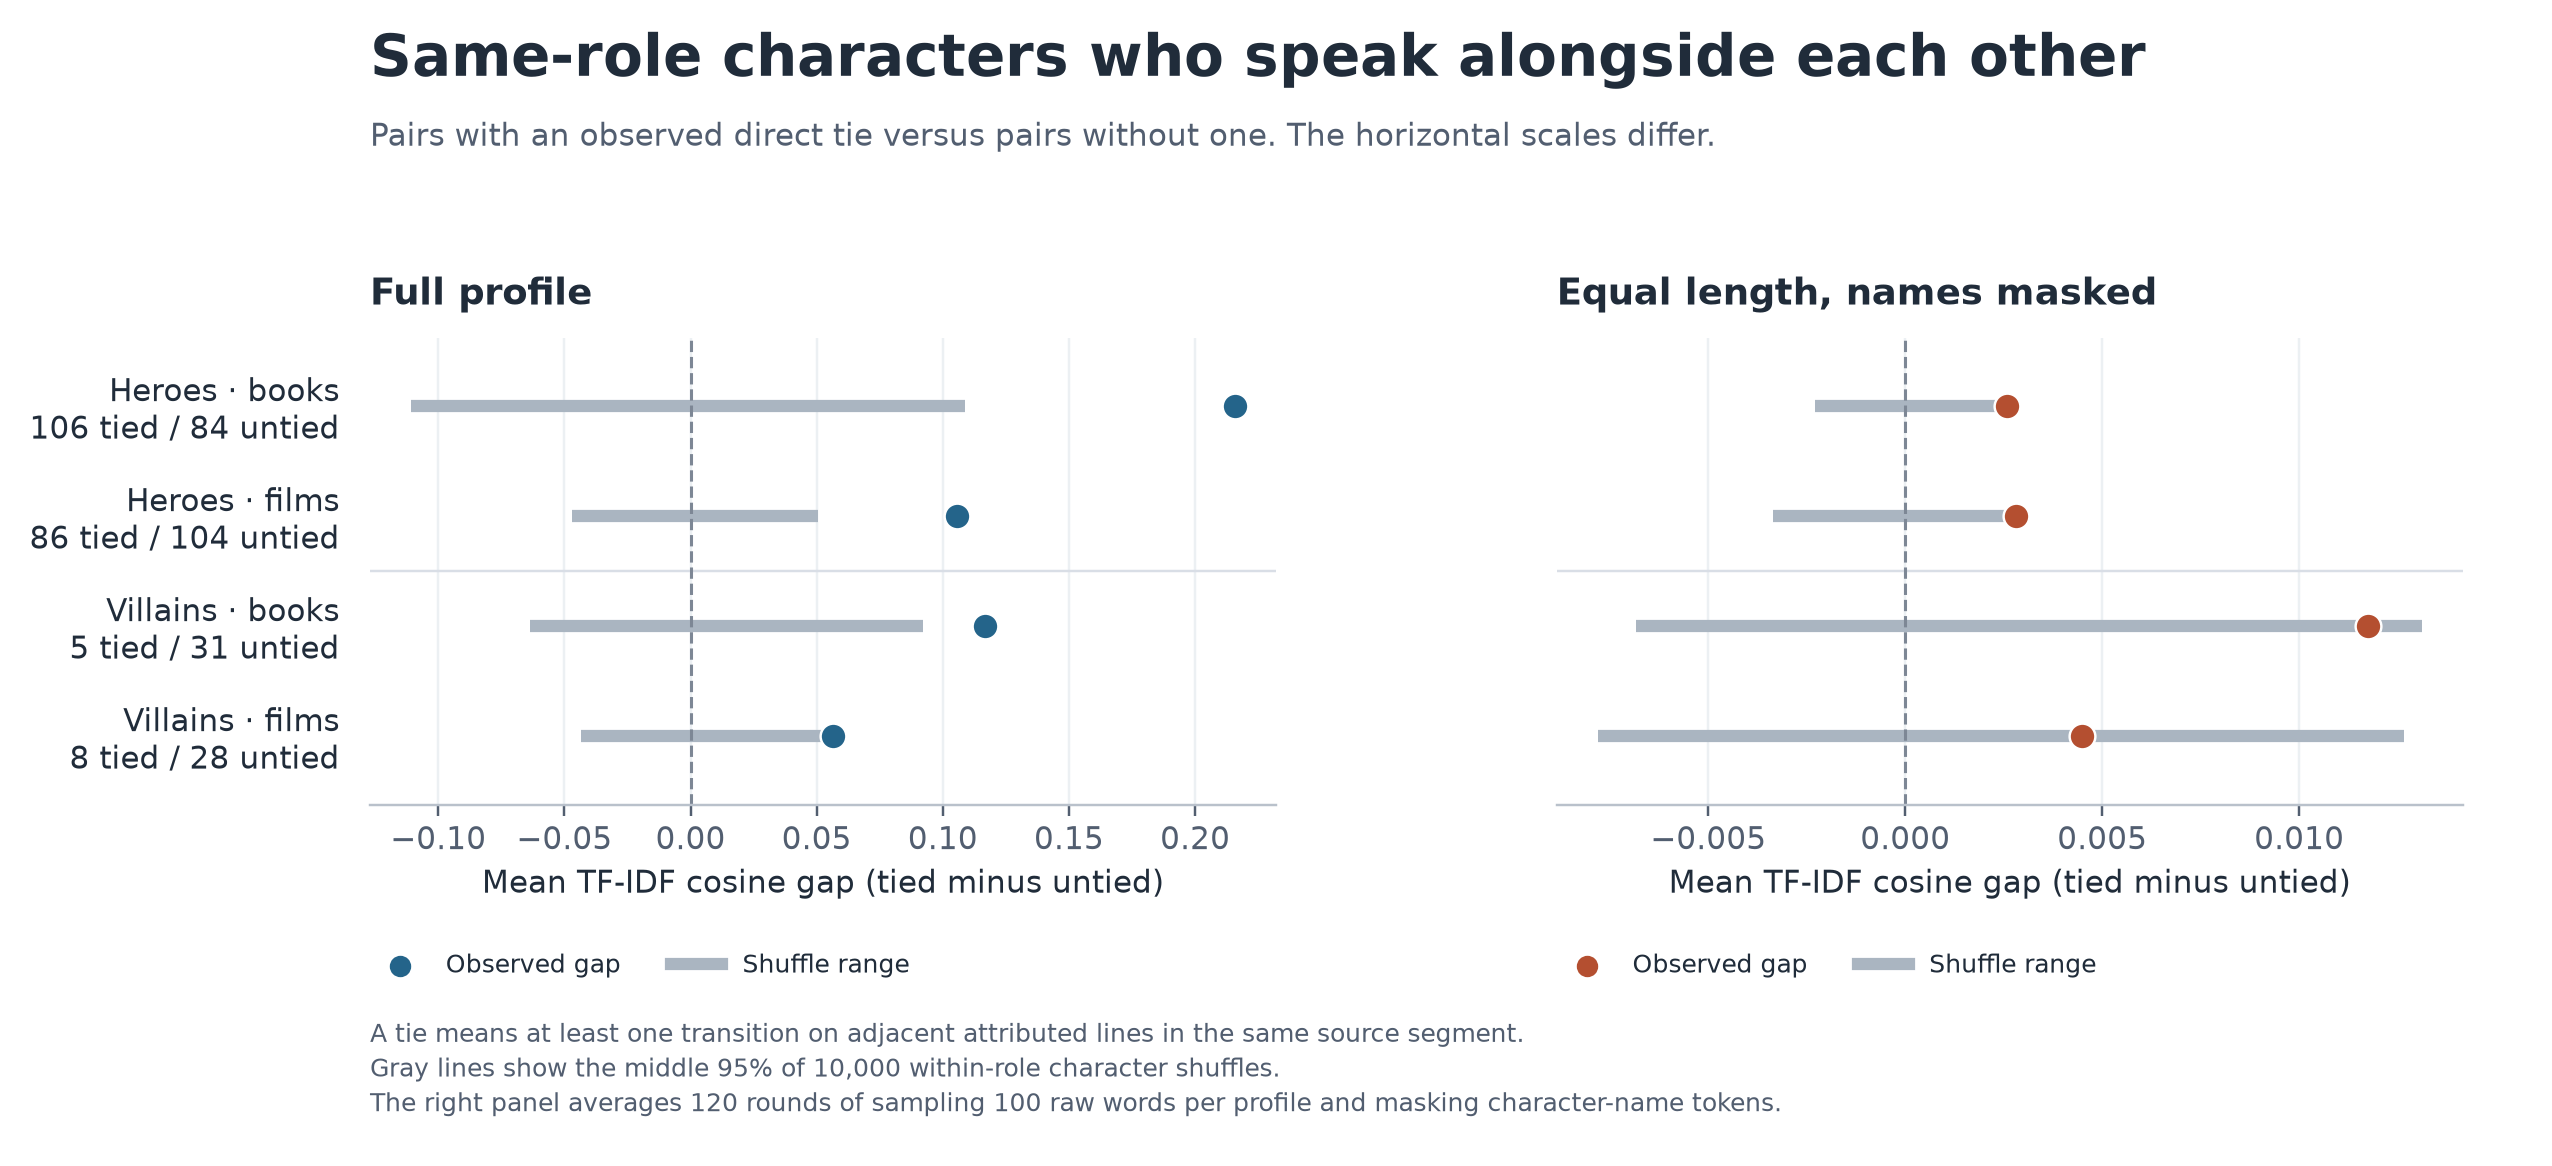 Same-role characters who speak alongside each other
Pairs with an observed direct tie versus pairs without one. The horizontal scales differ.
Full profile
Heroes · books
106 tied / 84 untied
Heroes · films
86 tied / 104 untied
Villains · books
5 tied / 31 untied
Villains · films
8 tied / 28 untied
−0.10 −0.05 0.00 0.05 0.10 0.15 0.20
Mean TF-IDF cosine gap (tied minus untied)
Observed gap Shuffle range
Equal length, names masked
−0.005 0.000 0.005 0.010
Mean TF-IDF cosine gap (tied minus untied)
Observed gap Shuffle range
A tie means at least one transition on adjacent attributed lines in the same source segment.
Gray lines show the middle 95% of 10,000 within-role character shuffles.
The right panel averages 120 rounds of sampling 100 raw words per profile and masking character-name tokens.